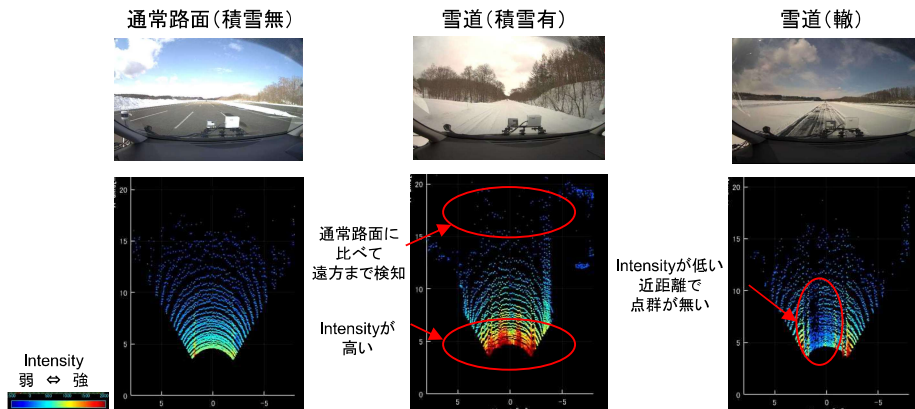 通常路面(積雪無)
雪道(積雪有)
雪道(轍)
通常路面に
比べて
遠方まで検知
Intensityが
高い
Intensityが低い
近距離で
点群が無い
Intensity
弱 ⇔ 強
20
15
10
5
0
5
0
-5
20
15
10
5
0
5
0
-5
20
15
10
5
0
5
0
-5